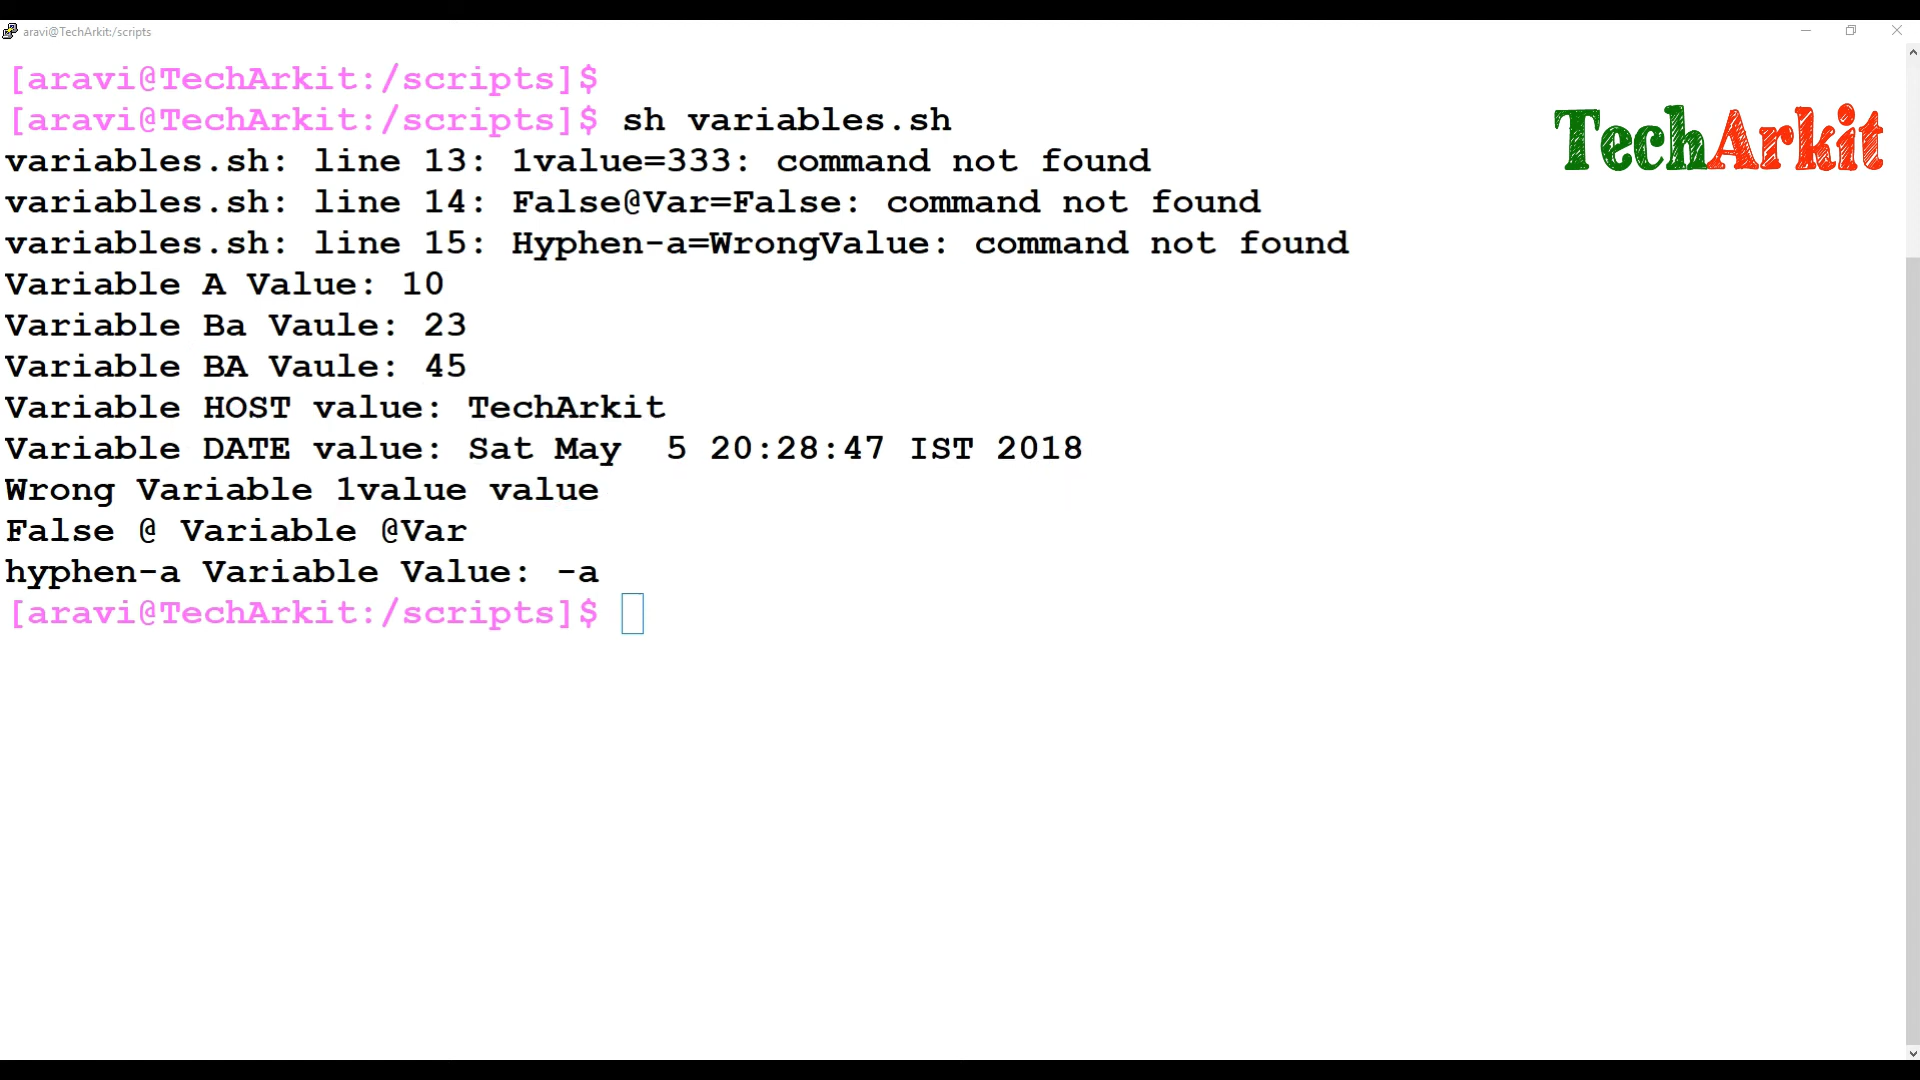 aravi@TechArkit:/scripts
[aravi@TechArkit:/scripts]$
[aravi@TechArkit:/scripts]$ sh variables.sh
TechArkit
variables.sh: line 13: 1value=333: command not found
variables.sh: line 14: False@Var=False: command not found
variables.sh: line 15: Hyphen-a=WrongValue: command not found
Variable A Value: 10
Variable Ba Vaule: 23
Variable BA Vaule: 45
Variable HOST value: TechArkit
Variable DATE value: Sat May  5 20:28:47 IST 2018
Wrong Variable 1value value
False @ Variable @Var
hyphen-a Variable Value: -a
[aravi@TechArkit:/scripts]$